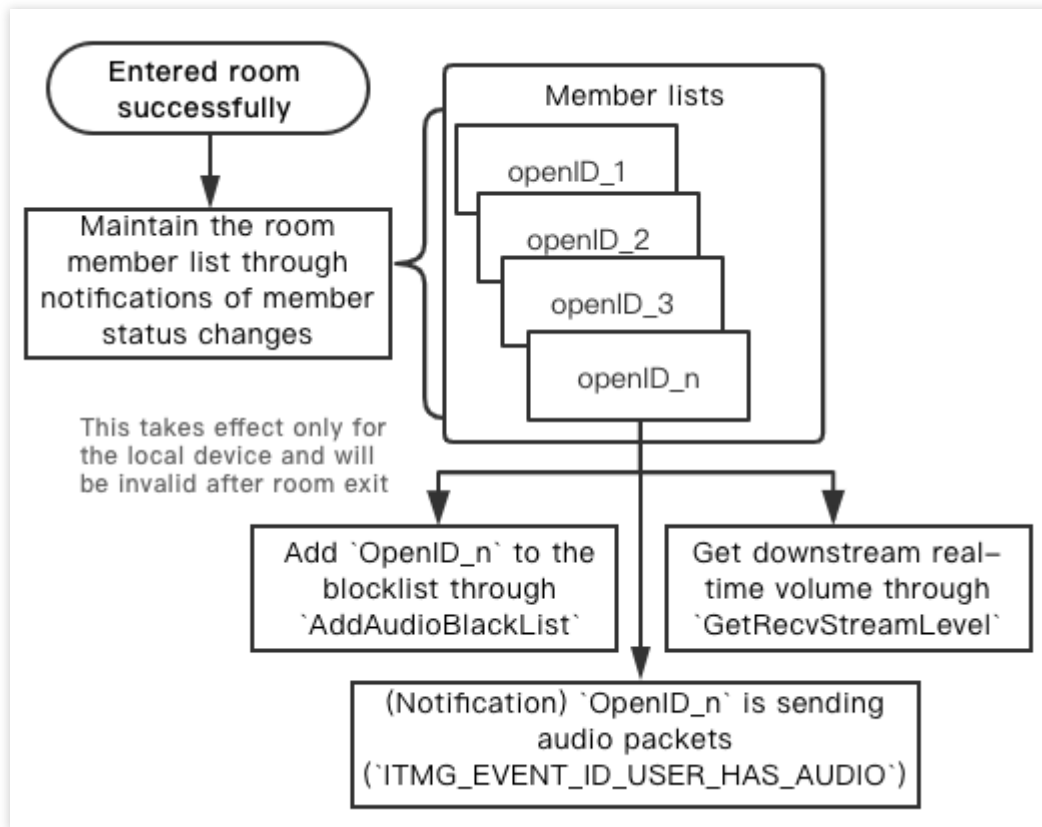 Entered room
successfully
Member lists
openID_1
openID_2
openID_3
openID_n
Maintain the room
member list through
notifications of member
status changes
This takes effect only for
the local device and will
be invalid after room exit
Add `OpenID_n` to the
blocklist through
`AddAudioBlackList`
Get downstream real-
time volume through
`GetRecvStreamLevel`
(Notification) `OpenID_n` is sending
audio packets
(`ITMG_EVENT_ID_USER_HAS_AUDIO`)